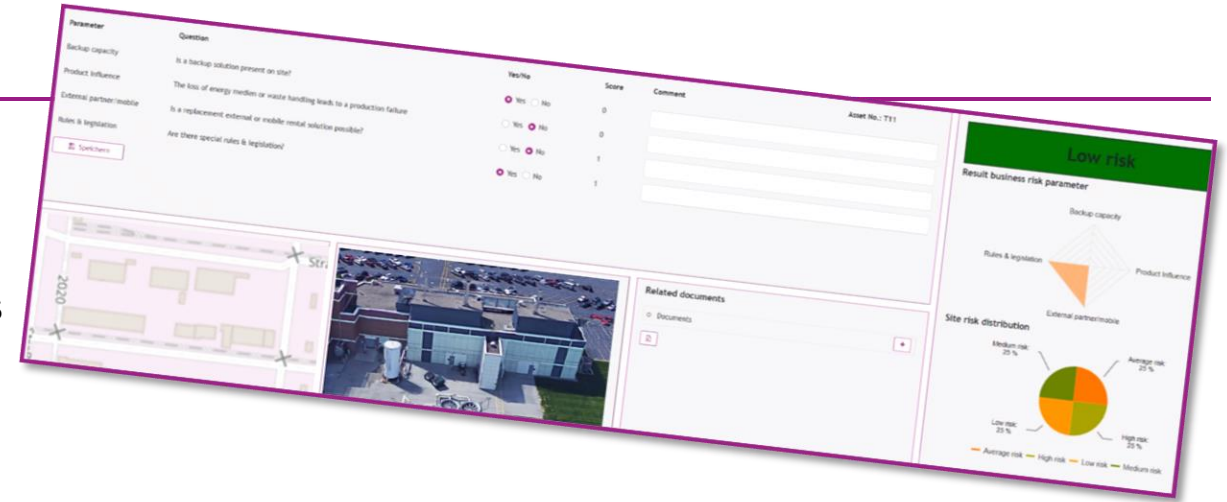 Parameter Question Yes/No Score Comment Asset No.: T11
Backup capacity Is a backup solution present on site? Yes No 0
Product Influence The loss of energy medien or waste handling leads to a production failure Yes No 0
External partner/mobile Is a replacement external or mobile rental solution possible? Yes No 1
Rules & legislation Are there special rules & legislation? Yes No 1
Speichern
2020
Related documents
Documents
+
Low risk
Result business risk parameter
Backup capacity
Rules & legislation
Product Influence
External partner/mobile
Site risk distribution
Medium risk: 25 %
Average risk: 25 %
Low risk: 25 %
High risk: 25 %
Average risk High risk Low risk Medium risk
s